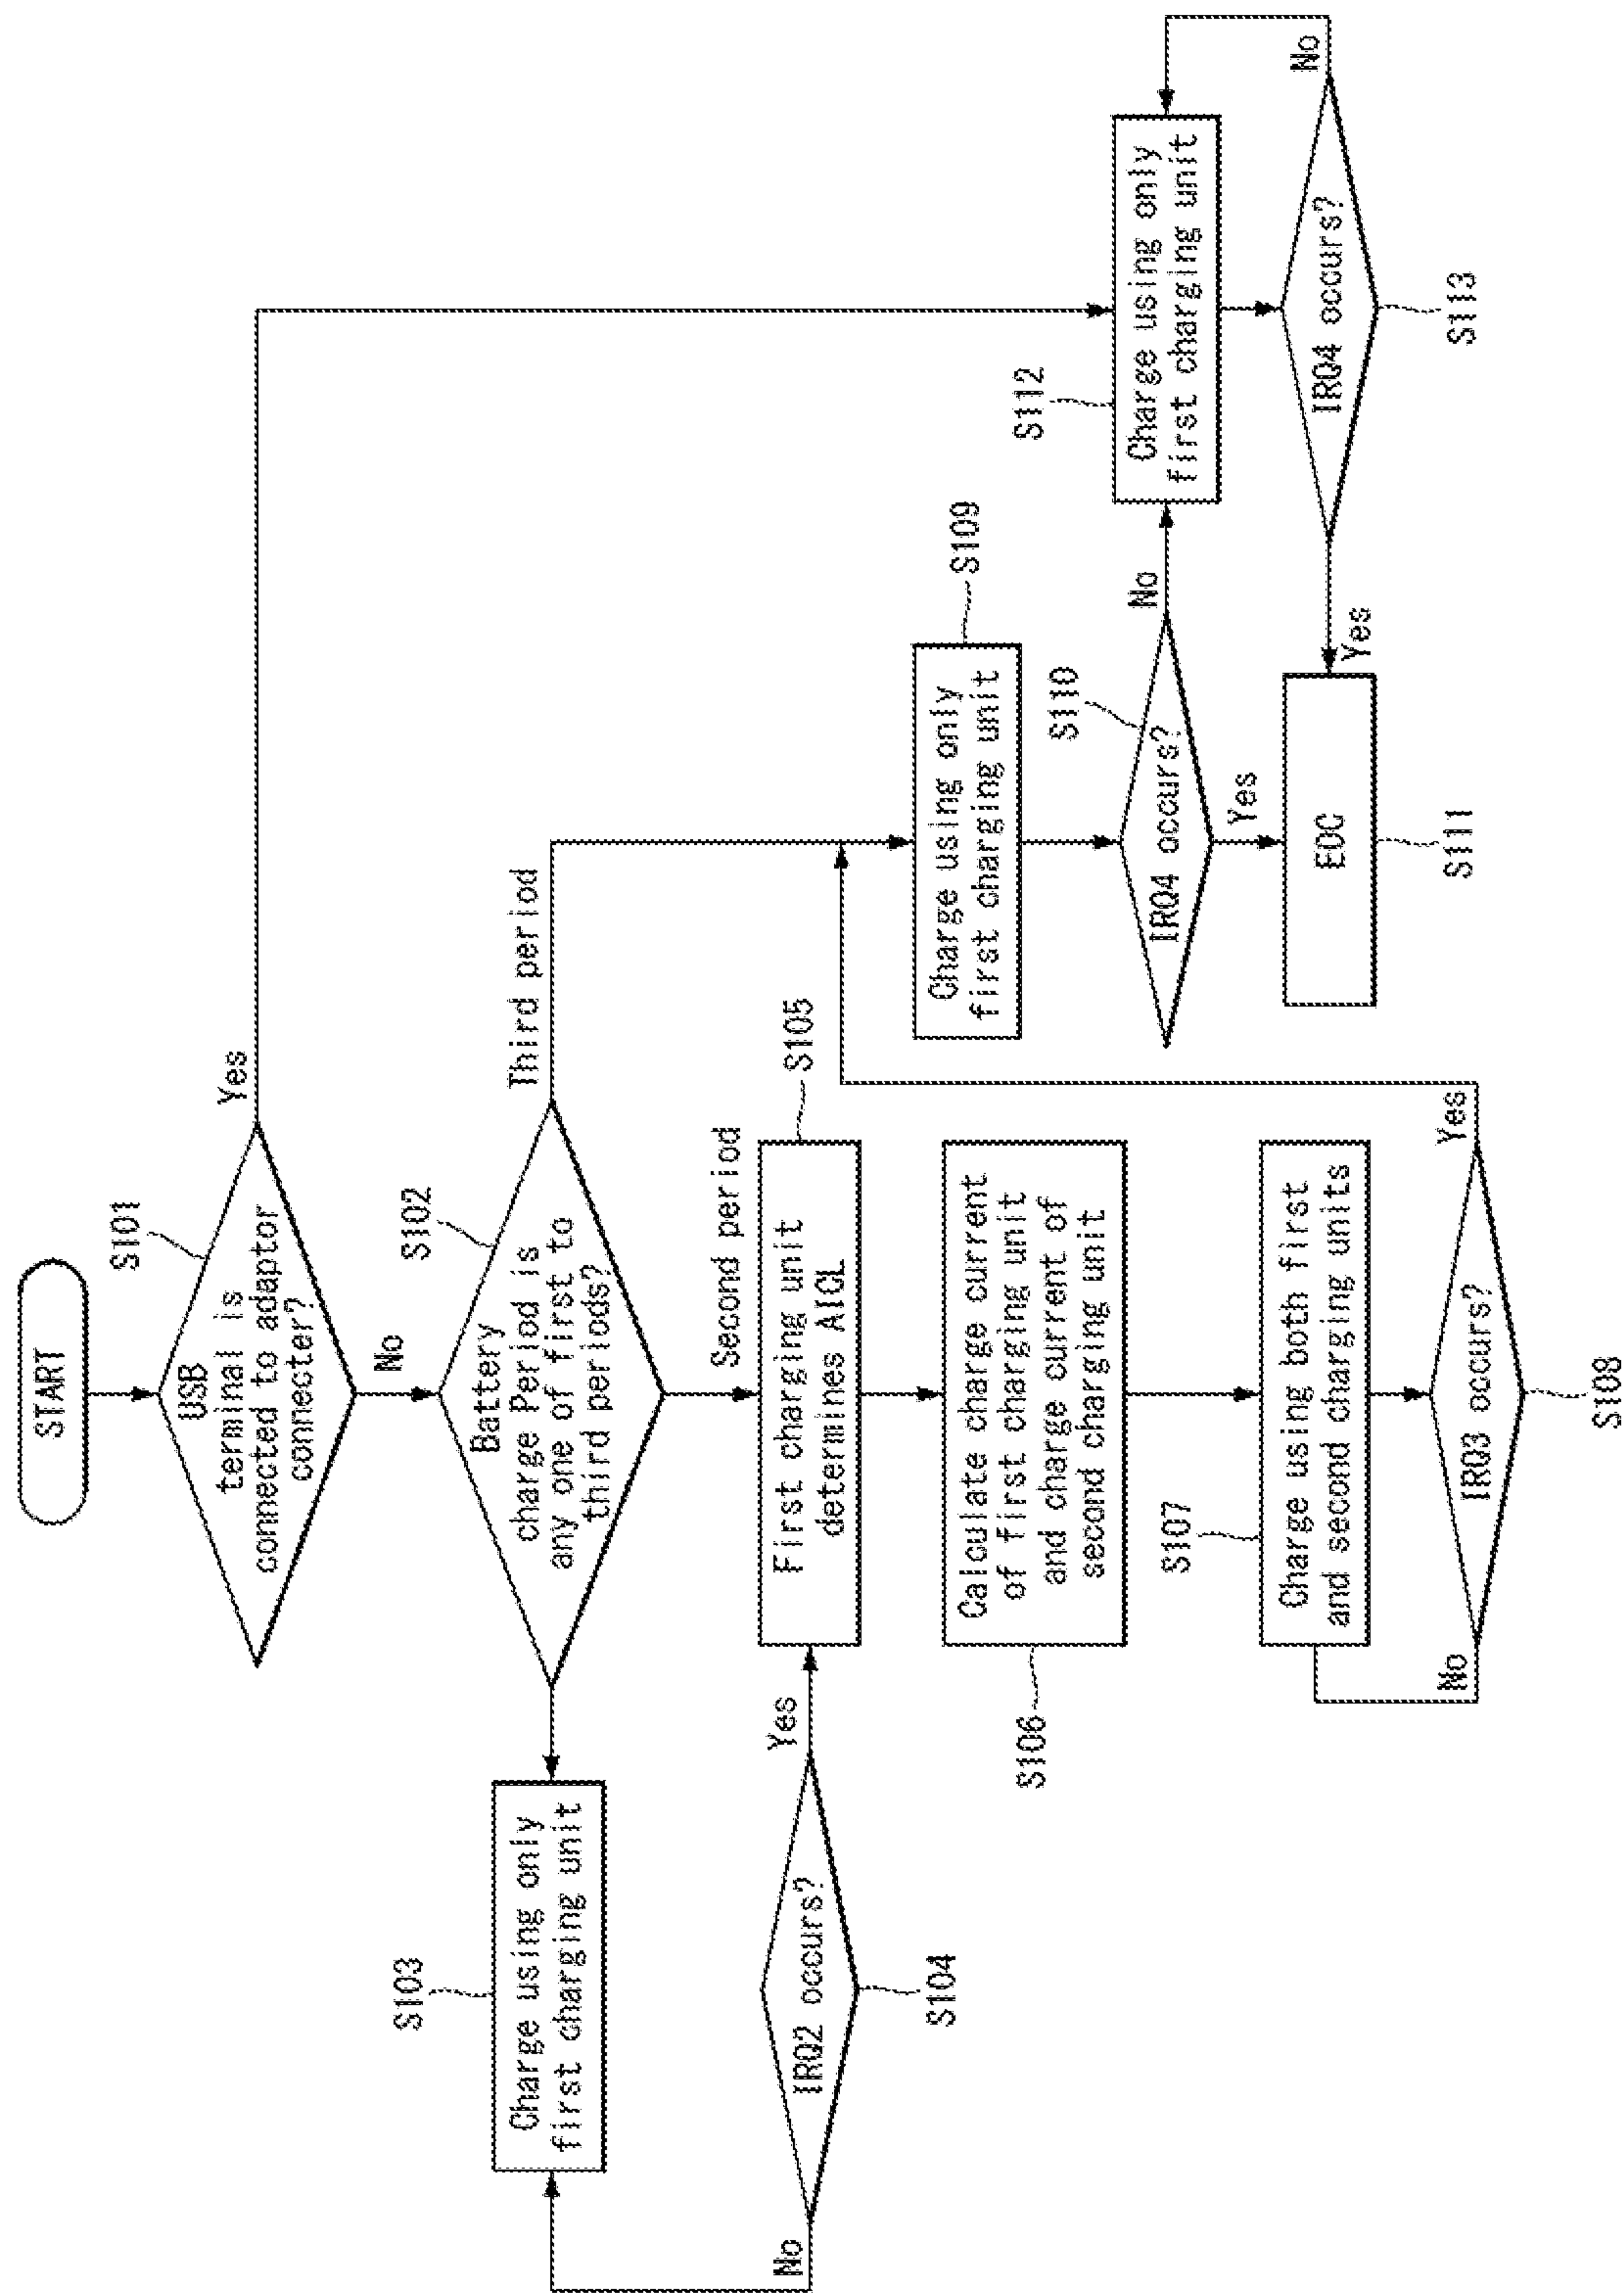 START
S101
USB
terminal is
connected to adaptor
connecter?
Yes
No
S102
Battery
charge Period is
any one of first to
third periods?
Third period
Second period
S103
Charge using only
first charging unit
S104
IRQ2 occurs?
Yes
No
S105
First charging unit
determines AICL
S106
Calculate charge current
of first charging unit
and charge current of
second charging unit
S107
Charge using both first
and second charging units
S108
IRQ3 occurs?
No
Yes
S109
Charge using only
first charging unit
S110
IRQ4 occurs?
No
Yes
EOC
S111
S112
Charge using only
first charging unit
IRQ4 occurs?
S113
Yes
No